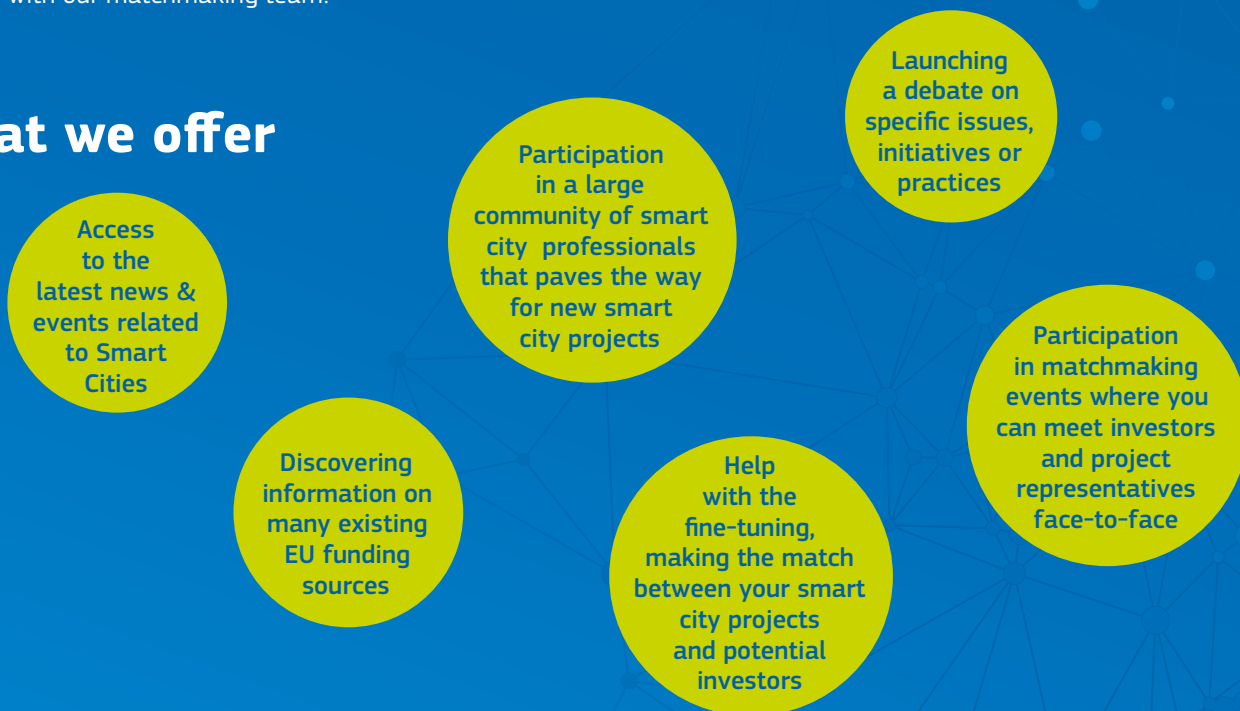 with our matchmaking team.
at we offer
Access
to the
latest news &
events related
to Smart
Cities
Discovering
information on
many existing
EU funding
sources
Participation
in a large
community of smart
city professionals
that paves the way
for new smart
city projects
Help
with the
fine-tuning,
making the match
between your smart
city projects
and potential
investors
Launching
a debate on
specific issues,
initiatives or
practices
Participation
in matchmaking
events where you
can meet investors
and project
representatives
face-to-face